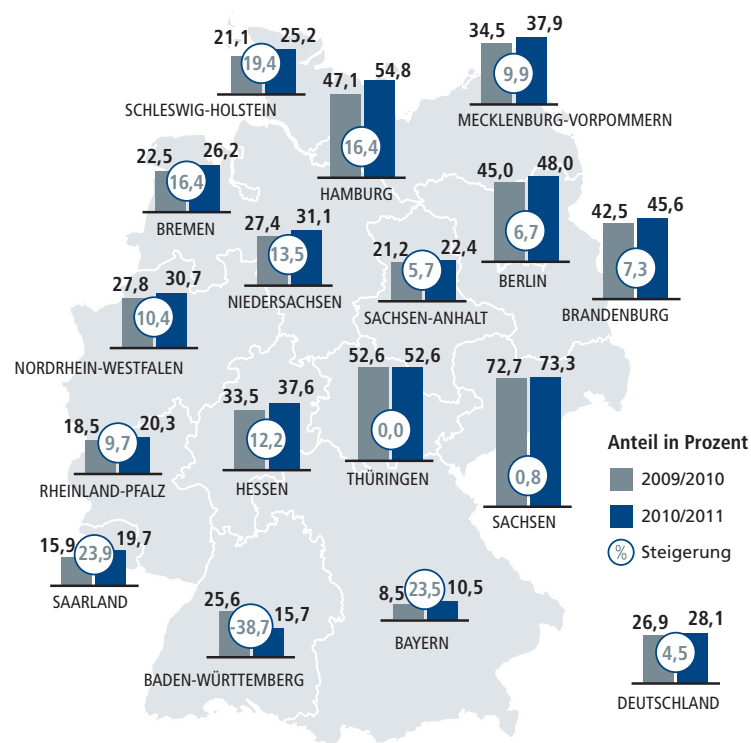 21,1 25,2
19,4
SCHLESWIG-HOLSTEIN
47,1 54,8
16,4
HAMBURG
34,5 37,9
9,9
MECKLENBURG-VORPOMMERN
22,5 26,2
16,4
BREMEN
27,4 31,1
13,5
NIEDERSACHSEN
21,2 22,4
5,7
SACHSEN-ANHALT
45,0 48,0
6,7
BERLIN
42,5 45,6
7,3
BRANDENBURG
27,8 30,7
10,4
NORDRHEIN-WESTFALEN
18,5 20,3
9,7
RHEINLAND-PFALZ
33,5 37,6
12,2
HESSEN
52,6 52,6
0,0
THÜRINGEN
72,7 73,3
0,8
SACHSEN
Anteil in Prozent
2009/2010
2010/2011
% Steigerung
15,9 19,7
23,9
SAARLAND
25,6 15,7
-38,7
BADEN-WÜRTTEMBERG
8,5 10,5
23,5
BAYERN
26,9 28,1
4,5
DEUTSCHLAND